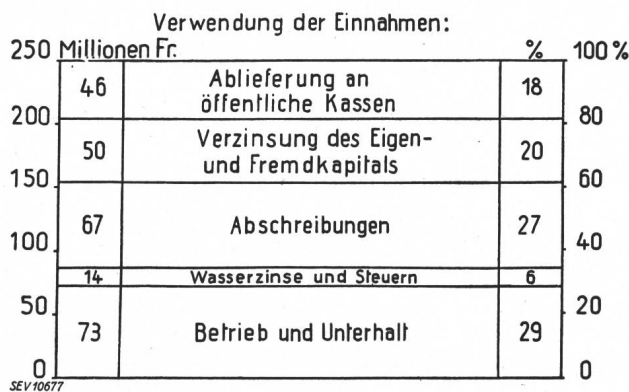 Verwendung der Einnahmen:
250 Millionen Fr. % 100%
46 Ablieferung an öffentliche Kassen 18
200 80
50 Verzinsung des Eigen- und Fremdkapitals 20
150 60
67 Abschreibungen 27
100 40
14 Wasserzinse und Steuern 6
50 20
73 Betrieb und Unterhalt 29
0 0
SEV10677